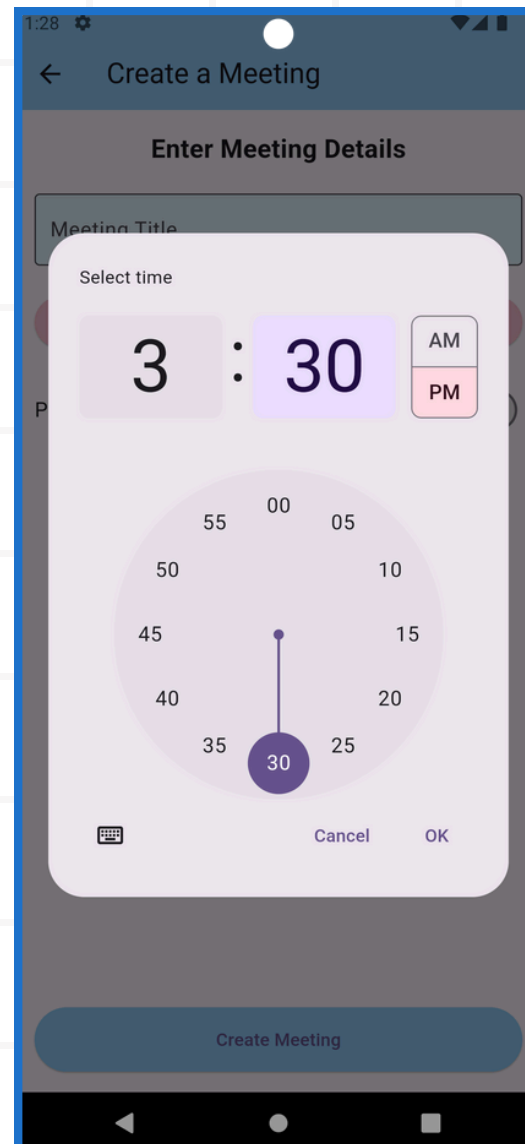 1:28
Create a Meeting
Enter Meeting Details
Meeting Title
Select time
3 : 30
AM
PM
P
00
55 05
50 10
45 15
40 20
35 25
30
Cancel OK
Create Meeting